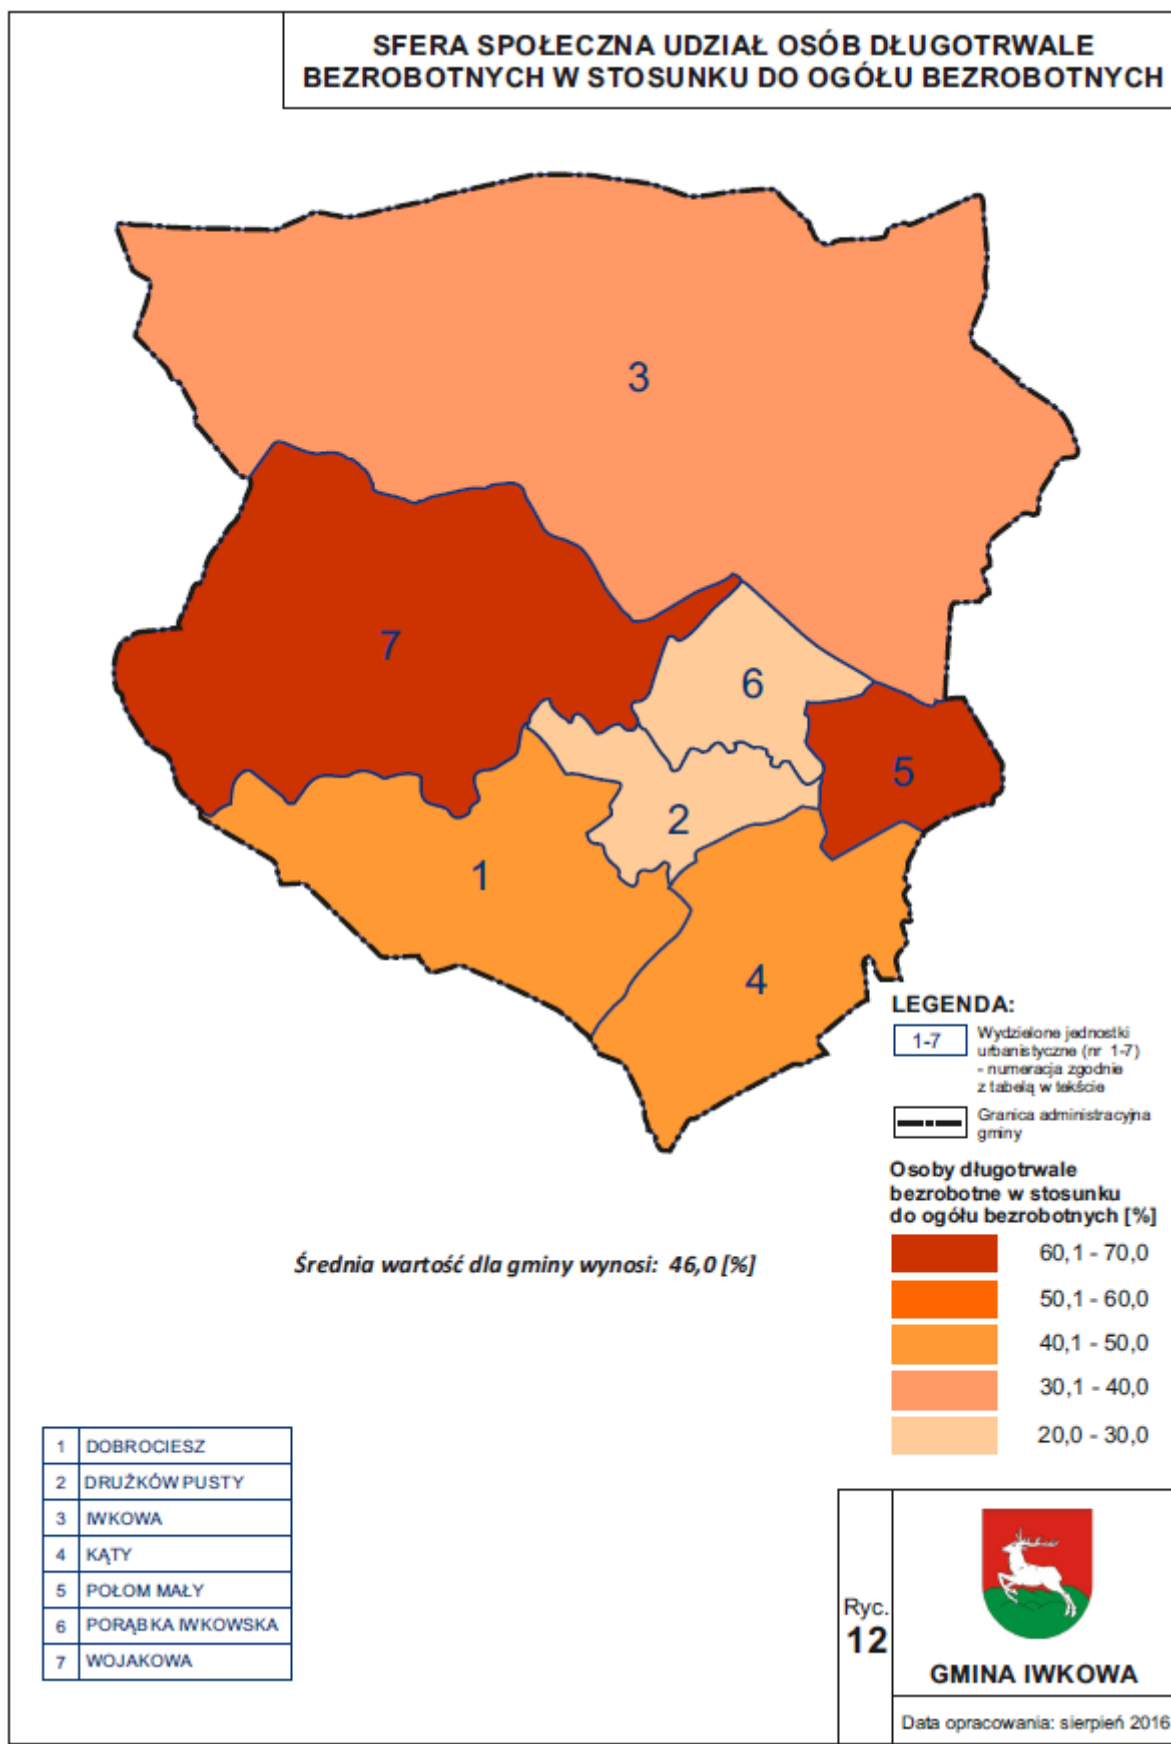 SFERA SPOŁECZNA UDZIAŁ OSÓB DŁUGOTRWALE
BEZROBOTNYCH W STOSUNKU DO OGÓŁU BEZROBOTNYCH
3
7
6
5
2
1
4
LEGENDA:
1-7
Wydzielone jednostki
urbanistyczne (nr 1-7)
- numeracja zgodnie
z tabelą w tekście
Granica administracyjna
gminy
Osoby długotrwale
bezrobotne w stosunku
do ogółu bezrobotnych [%]
60,1 - 70,0
50,1 - 60,0
40,1 - 50,0
30,1 - 40,0
20,0 - 30,0
Średnia wartość dla gminy wynosi: 46,0 [%]
1 DOBROCIESZ
2 DRUŻKÓW PUSTY
3 IWKOWA
4 KĄTY
5 POŁOM MAŁY
6 PORĄBKA IWKOWSKA
7 WOJAKOWA
Ryc.
12
GMINA IWKOWA
Data opracowania: sierpień 2016